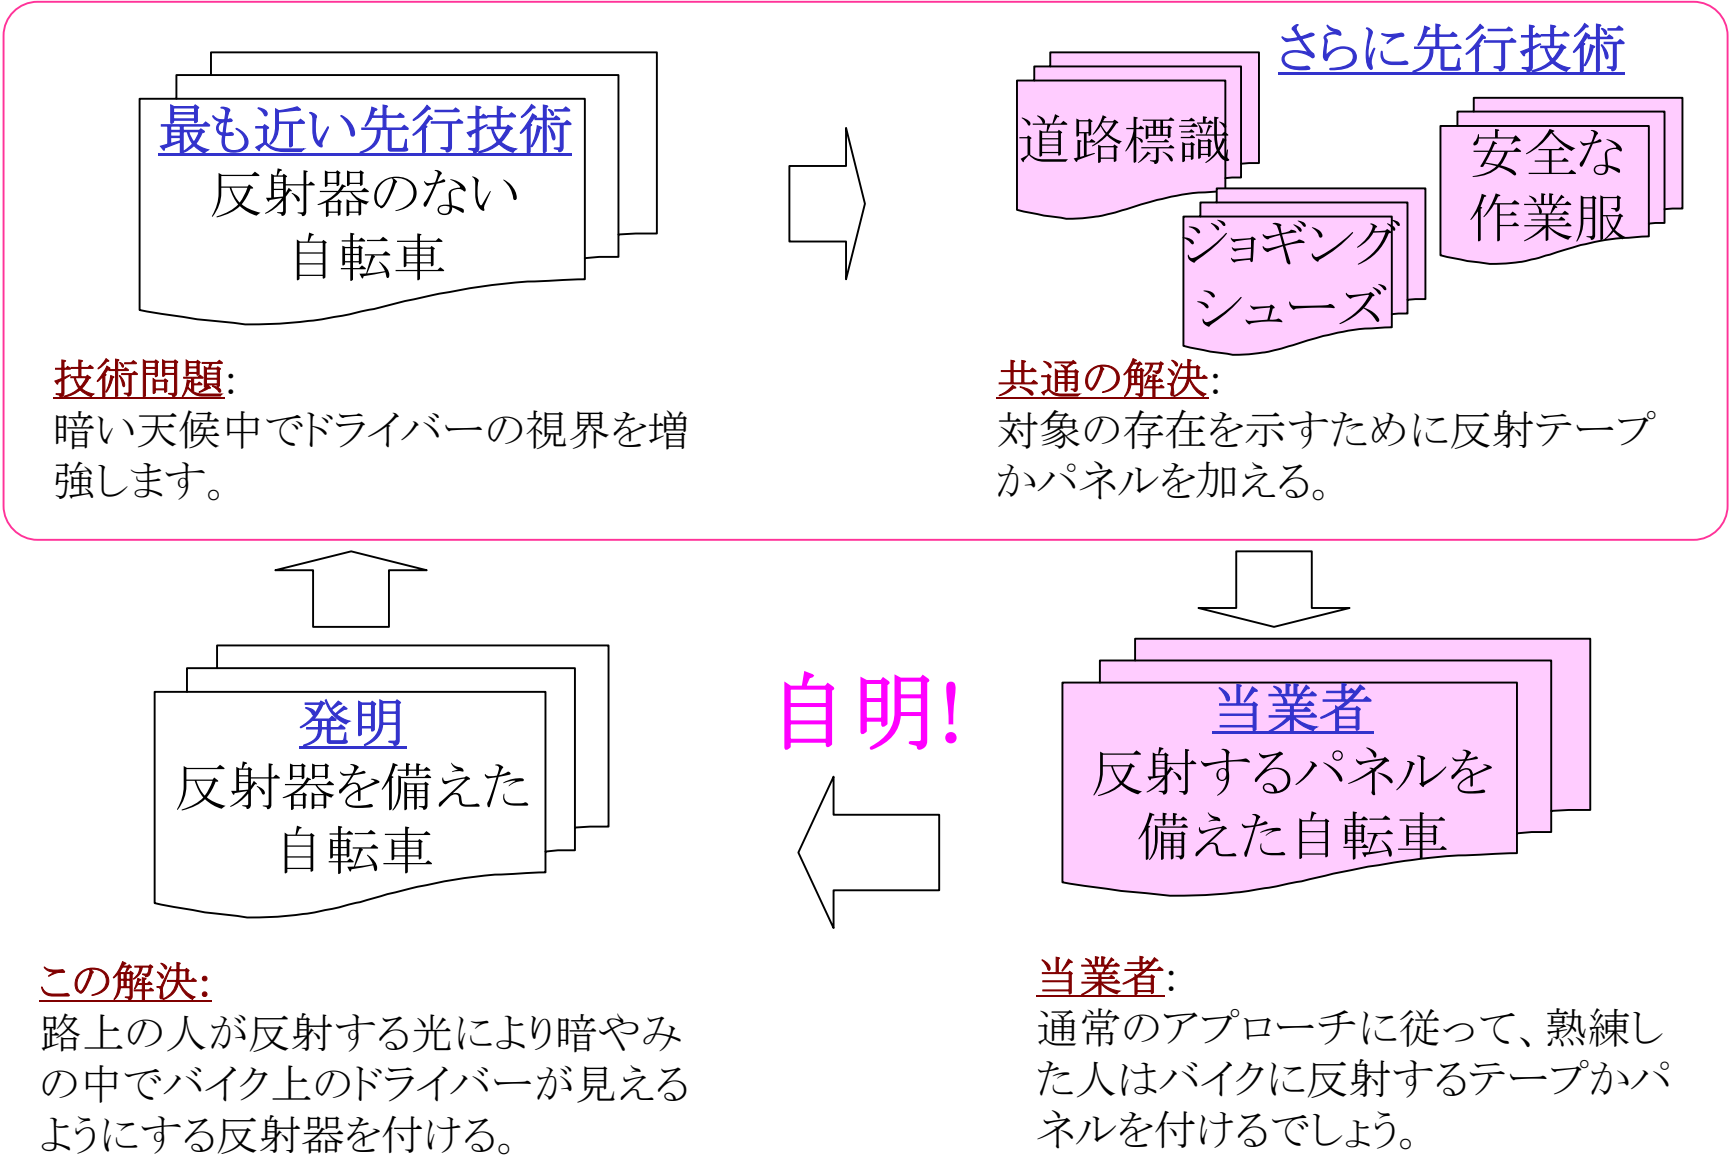 最も近い先行技術
反射器のない
自転車
技術問題:
暗い天候中でドライバーの視界を増
強します。
さらに先行技術
道路標識
安全な
作業服
ジョギング
シューズ
共通の解決:
対象の存在を示すために反射テープ
かパネルを加える。
発明
反射器を備えた
自転車
この解決:
路上の人が反射する光により暗やみ
の中でバイク上のドライバーが見える
ようにする反射器を付ける。
自明!
当業者
反射するパネルを
備えた自転車
当業者:
通常のアプローチに従って、熟練し
た人はバイクに反射するテープかパ
ネルを付けるでしょう。